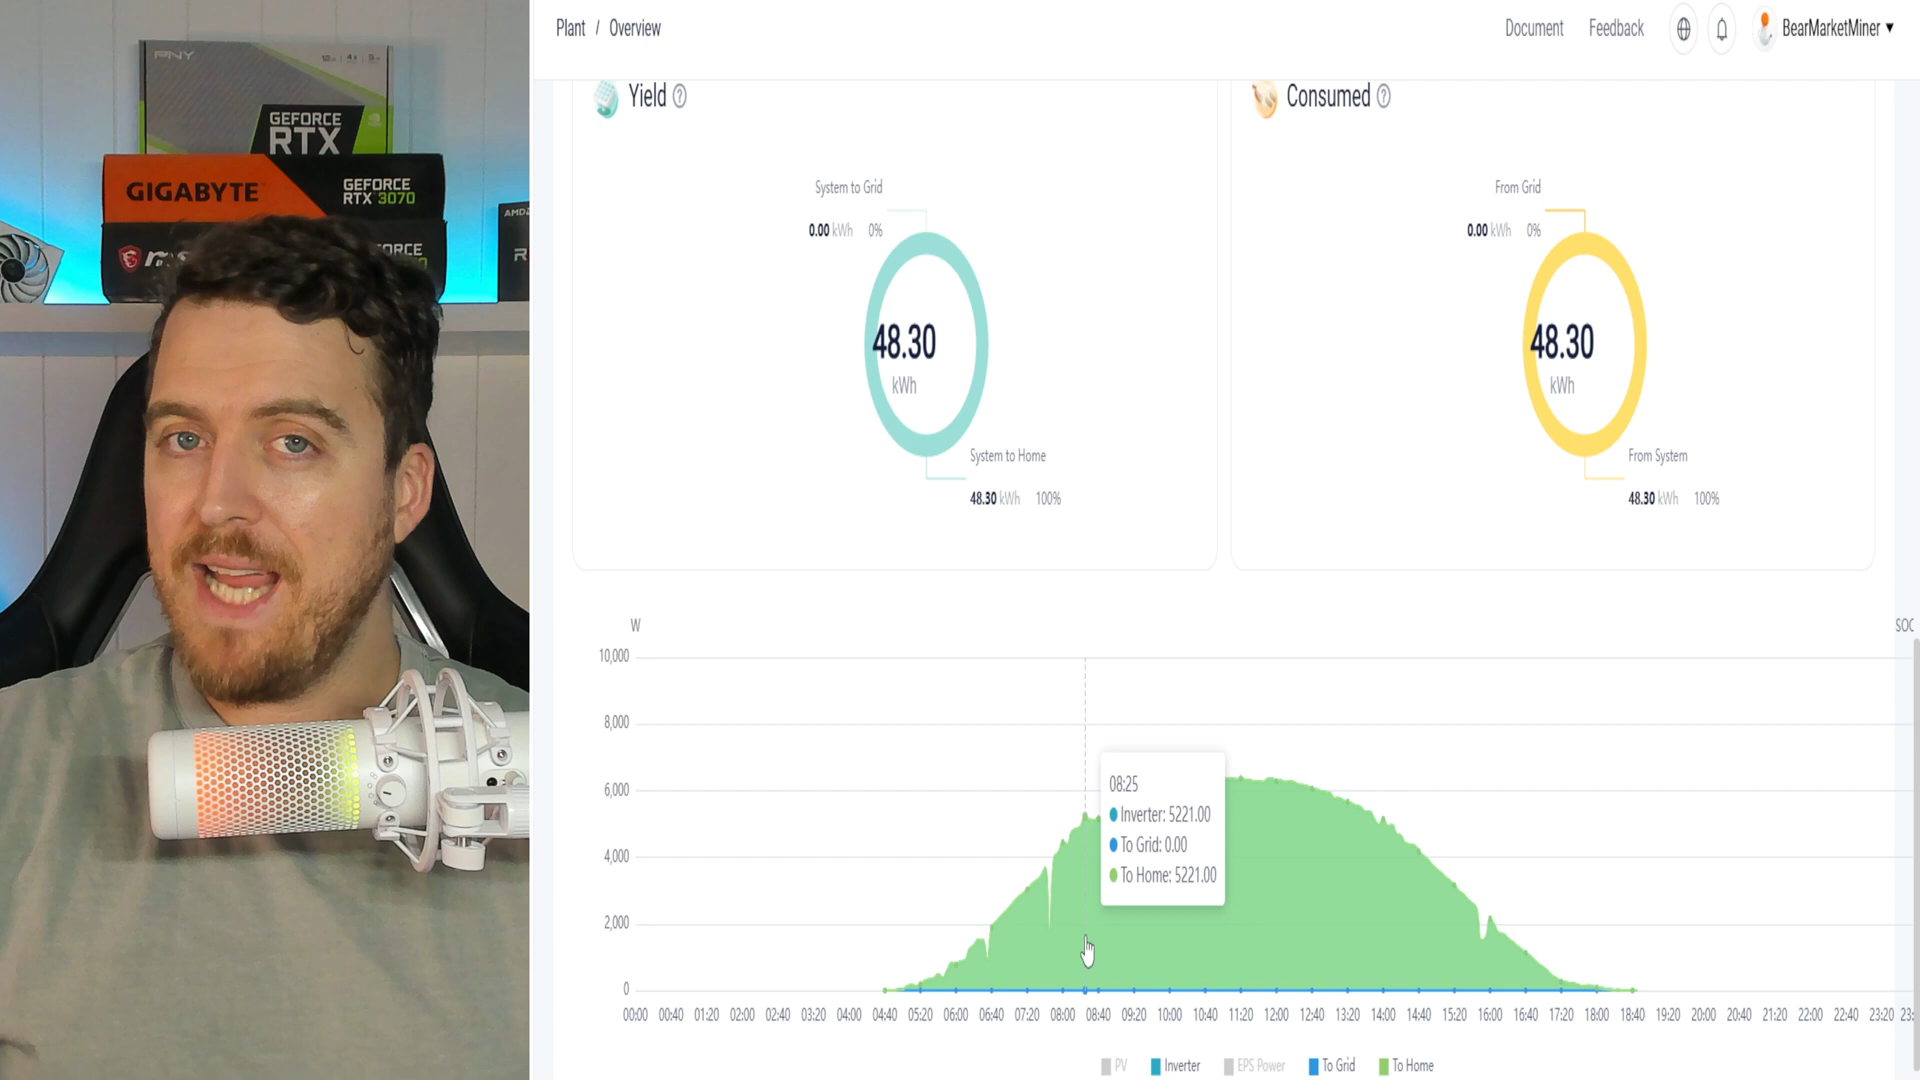 PNY
GEFORCE
RTX
GIGABYTE
GEFORCE
RTX 3070
msi
AMD
Plant / Overview
Document
Feedback
BearMarketMiner ▼
Yield ?
Consumed ?
System to Grid
0.00 kWh 0%
48.30
kWh
System to Home
48.30 kWh 100%
From Grid
0.00 kWh 0%
48.30
kWh
From System
48.30 kWh 100%
W
SOC
10,000
8,000
6,000
4,000
2,000
0
08:25
Inverter: 5221.00
To Grid: 0.00
To Home: 5221.00
00:00 00:40 01:20 02:00 02:40 03:20 04:00 04:40 05:20 06:00 06:40 07:20 08:00 08:40 09:20 10:00 10:40 11:20 12:00 12:40 13:20 14:00 14:40 15:20 16:00 16:40 17:20 18:00 18:40 19:20 20:00 20:40 21:20 22:00 22:40 23:20
PV Inverter EPS Power To Grid To Home